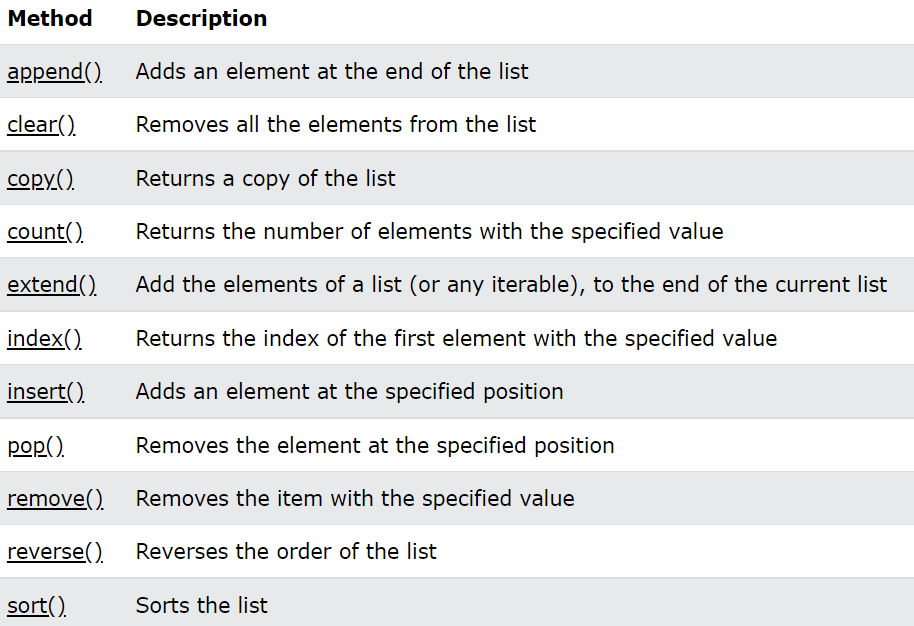 Method Description
append() Adds an element at the end of the list
clear() Removes all the elements from the list
copy() Returns a copy of the list
count() Returns the number of elements with the specified value
extend() Add the elements of a list (or any iterable), to the end of the current list
index() Returns the index of the first element with the specified value
insert() Adds an element at the specified position
pop() Removes the element at the specified position
remove() Removes the item with the specified value
reverse() Reverses the order of the list
sort() Sorts the list